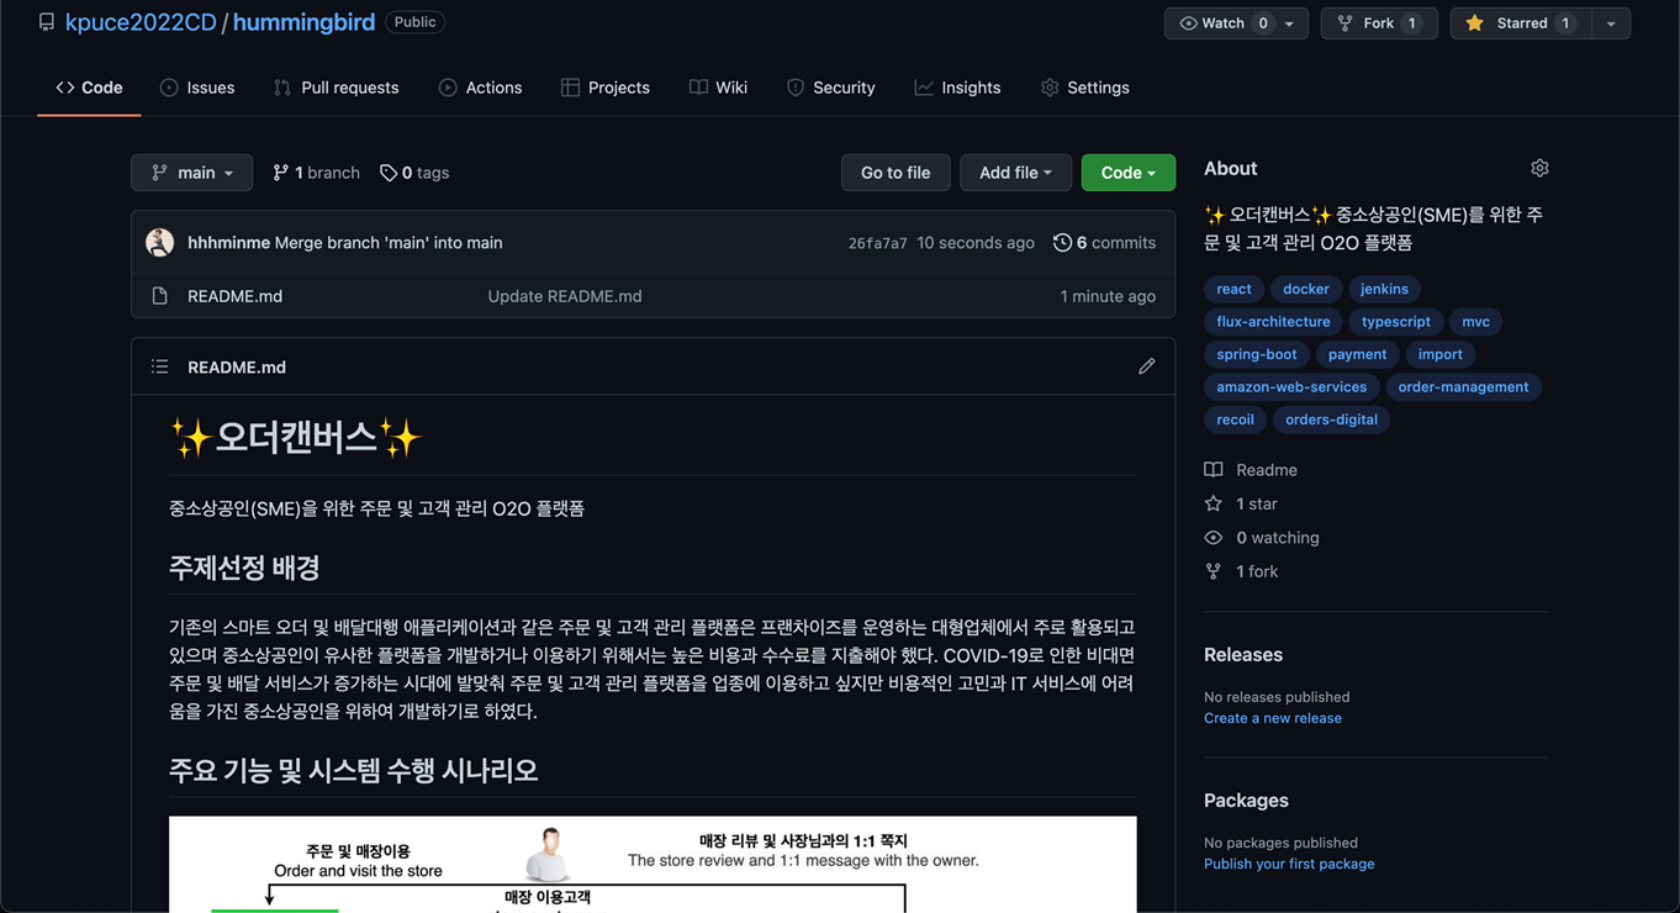 kpuce2022CD / hummingbird Public
Watch 0 Fork 1 Starred 1
Code Issues Pull requests Actions Projects Wiki Security Insights Settings
main 1 branch 0 tags Go to file Add file Code
hhhminme Merge branch 'main' into main 26fa7a7 10 seconds ago 6 commits
README.md Update README.md 1 minute ago
README.md
✨오더캔버스✨
중소상공인(SME)을 위한 주문 및 고객 관리 O2O 플랫폼
주제선정 배경
기존의 스마트 오더 및 배달대행 애플리케이션과 같은 주문 및 고객 관리 플랫폼은 프랜차이즈를 운영하는 대형업체에서 주로 활용되고
있으며 중소상공인이 유사한 플랫폼을 개발하거나 이용하기 위해서는 높은 비용과 수수료를 지출해야 했다. COVID-19로 인한 비대면
주문 및 배달 서비스가 증가하는 시대에 발맞춰 주문 및 고객 관리 플랫폼을 업종에 이용하고 싶지만 비용적인 고민과 IT 서비스에 어려
움을 가진 중소상공인을 위하여 개발하기로 하였다.
주요 기능 및 시스템 수행 시나리오
주문 및 매장이용
Order and visit the store
매장 리뷰 및 사장님과의 1:1 쪽지
The store review and 1:1 message with the owner.
매장 이용고객
About
✨ 오더캔버스✨ 중소상공인(SME)를 위한 주
문 및 고객 관리 O2O 플랫폼
react docker jenkins
flux-architecture typescript mvc
spring-boot payment import
amazon-web-services order-management
recoil orders-digital
Readme
1 star
0 watching
1 fork
Releases
No releases published
Create a new release
Packages
No packages published
Publish your first package